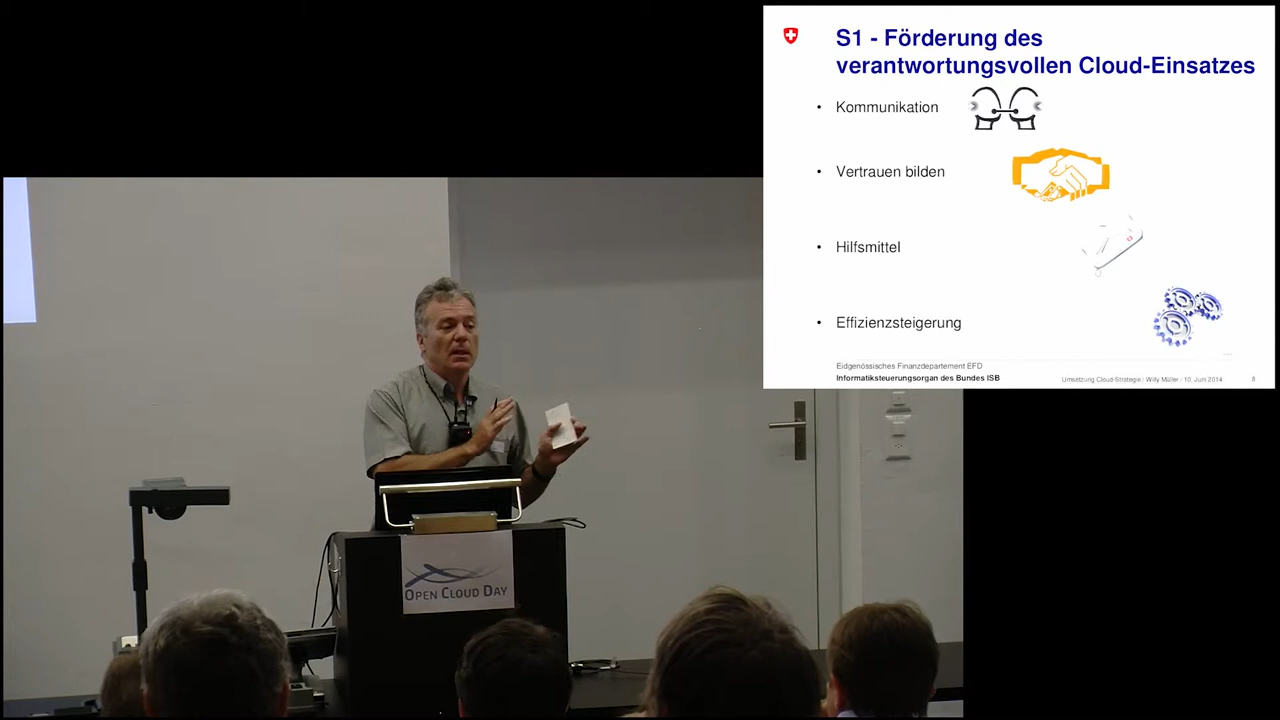 S1 - Förderung des
verantwortungsvollen Cloud-Einsatzes
• Kommunikation
• Vertrauen bilden
• Hilfsmittel
• Effizienzsteigerung
Eidgenössisches Finanzdepartement EFD
Informatiksteuerungsorgan des Bundes ISB
Umsetzung Cloud-Strategie / Willy Müller / 10. Juni 2014
8
OPEN CLOUD DAY